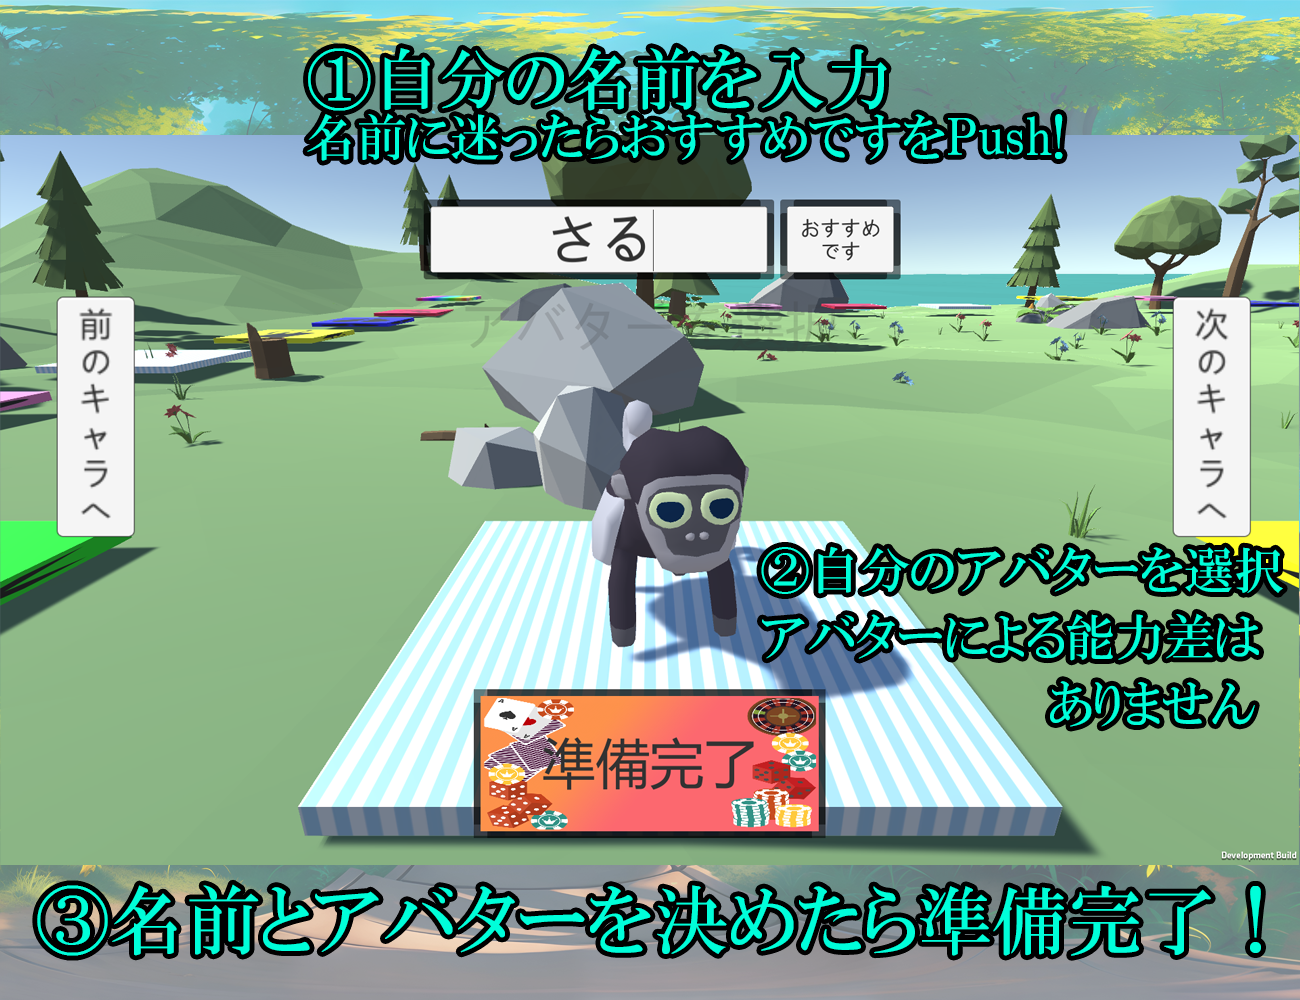 ①自分の名前を入力
名前に迷ったらおすすめですをPush!
さる
おすすめ
です
前のキャラへ
次のキャラへ
②自分のアバターを選択
アバターによる能力差は
ありません
準備完了
Development Build
③名前とアバターを決めたら準備完了！